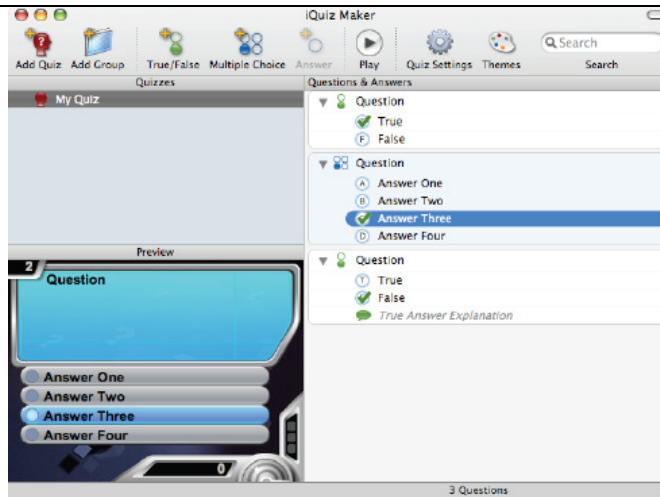 iQuiz Maker
Add Quiz Add Group True/False Multiple Choice Answer Play Quiz Settings Themes Search
Search
Quizzes
My Quiz
Questions & Answers
Question
True
F False
Question
A Answer One
B Answer Two
Answer Three
D Answer Four
Question
T True
False
True Answer Explanation
Preview
2
Question
Answer One
Answer Two
Answer Three
Answer Four
0
3 Questions